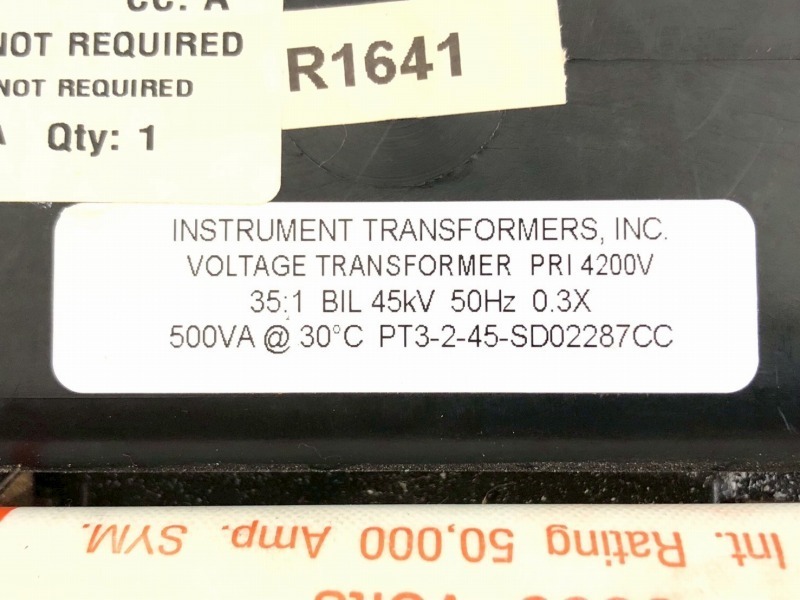 CC: A
NOT REQUIRED
NOT REQUIRED
A Qty: 1
R1641
INSTRUMENT TRANSFORMERS, INC.
VOLTAGE TRANSFORMER PRI 4200V
35:1 BIL 45kV 50Hz 0.3X
500VA @ 30°C PT3-2-45-SD02287CC
Int. Rating 50,000 Amp. SYM.